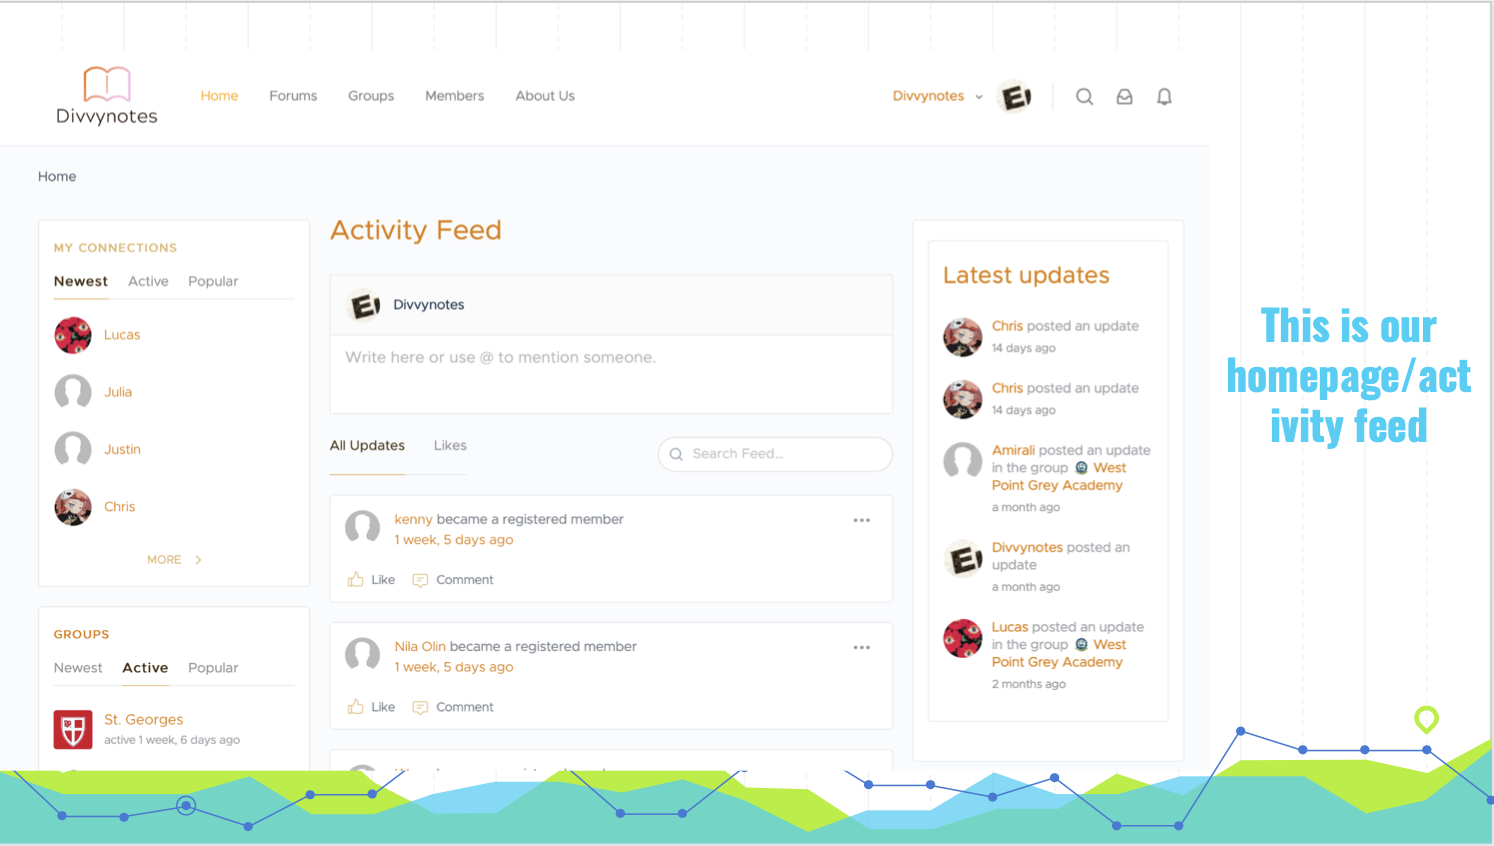 Divvynotes
Home
Forums
Groups
Members
About Us
Divvynotes
E
Home
MY CONNECTIONS
Newest
Active
Popular
Lucas
Julia
Justin
Chris
MORE
GROUPS
Newest
Active
Popular
St. Georges
active 1 week, 6 days ago
Activity Feed
Divvynotes
Write here or use @ to mention someone.
All Updates
Likes
Search Feed...
kenny became a registered member
1 week, 5 days ago
Like
Comment
Nila Olin became a registered member
1 week, 5 days ago
Like
Comment
Latest updates
Chris posted an update
14 days ago
Chris posted an update
14 days ago
Amirali posted an update
in the group West
Point Grey Academy
a month ago
Divvynotes posted an
update
a month ago
Lucas posted an update
in the group West
Point Grey Academy
2 months ago
This is our
homepage/act
ivity feed